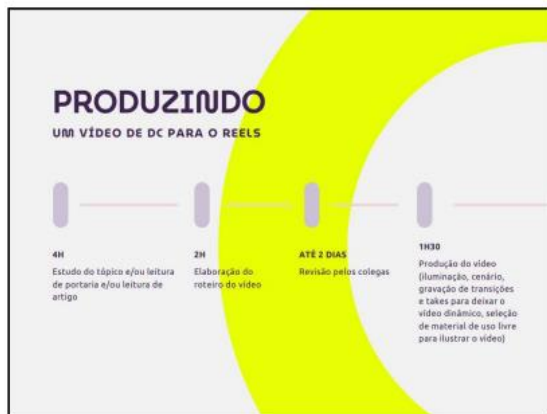 PRODUZINDO
UM VÍDEO DE DC PARA O REELS
4H
Estudo do tópico e/ou leitura
de portaria e/ou leitura de
artigo
2H
Elaboração do
roteiro do vídeo
ATÉ 2 DIAS
Revisão pelos colegas
1H30
Produção do vídeo
(iluminação, cenário,
gravação de transições
e takes para deixar o
vídeo dinâmico, seleção
de material de uso livre
para ilustrar o vídeo)